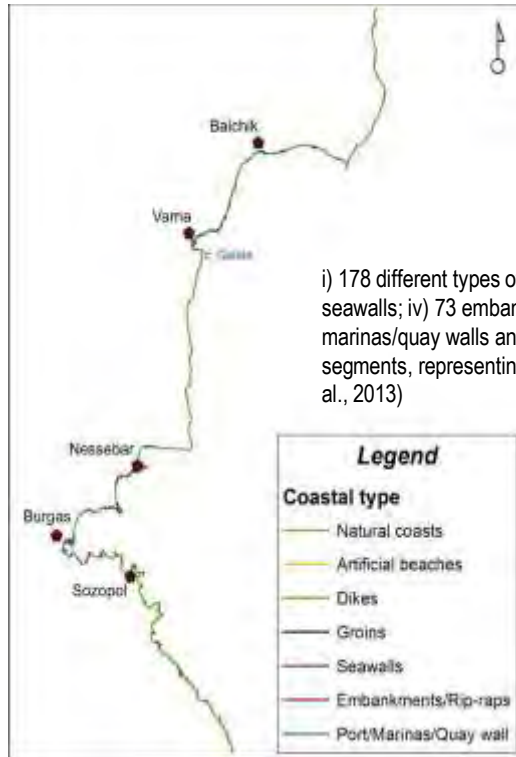 Balchik
Varna
c. Galata
i) 178 different types o
seawalls; iv) 73 embar
marinas/quay walls an
segments, representin
al., 2013)
Nessebar
Burgas
Sozopol
Legend
Coastal type
Natural coasts
Artificial beaches
Dikes
Groins
Seawalls
Embankments/Rip-raps
Port/Marinas/Quay wall